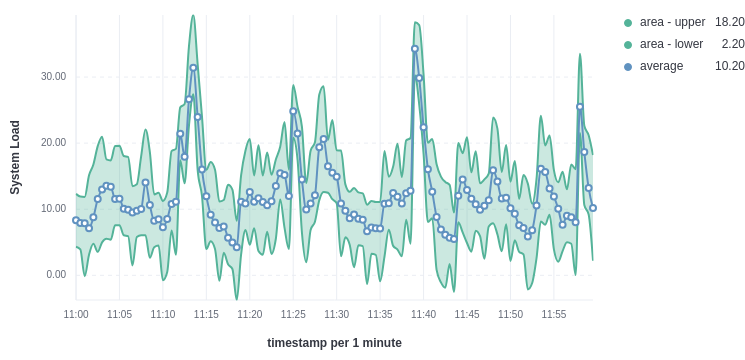 area - upper 18.20
area - lower 2.20
average 10.20
System Load
30.00
20.00
10.00
0.00
11:00 11:05 11:10 11:15 11:20 11:25 11:30 11:35 11:40 11:45 11:50 11:55
timestamp per 1 minute